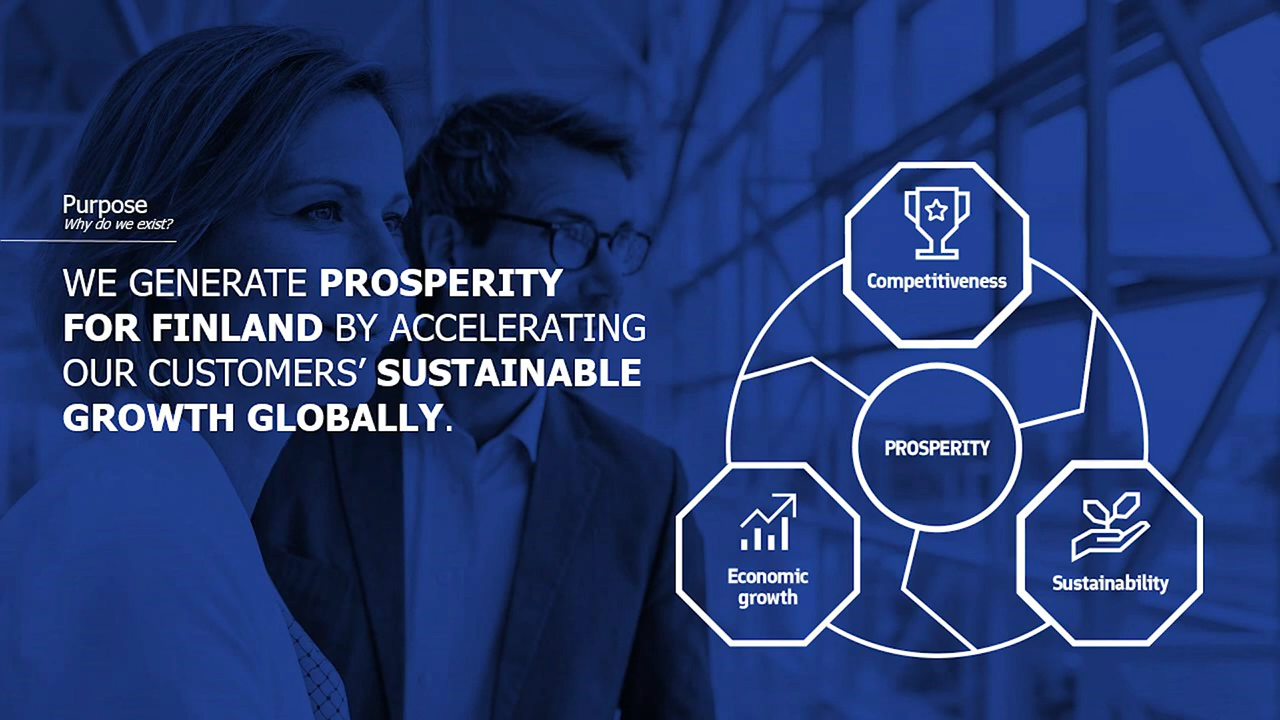 Purpose
Why do we exist?
WE GENERATE PROSPERITY
FOR FINLAND BY ACCELERATING
OUR CUSTOMERS’ SUSTAINABLE
GROWTH GLOBALLY.
Competitiveness
PROSPERITY
Economic
growth
Sustainability